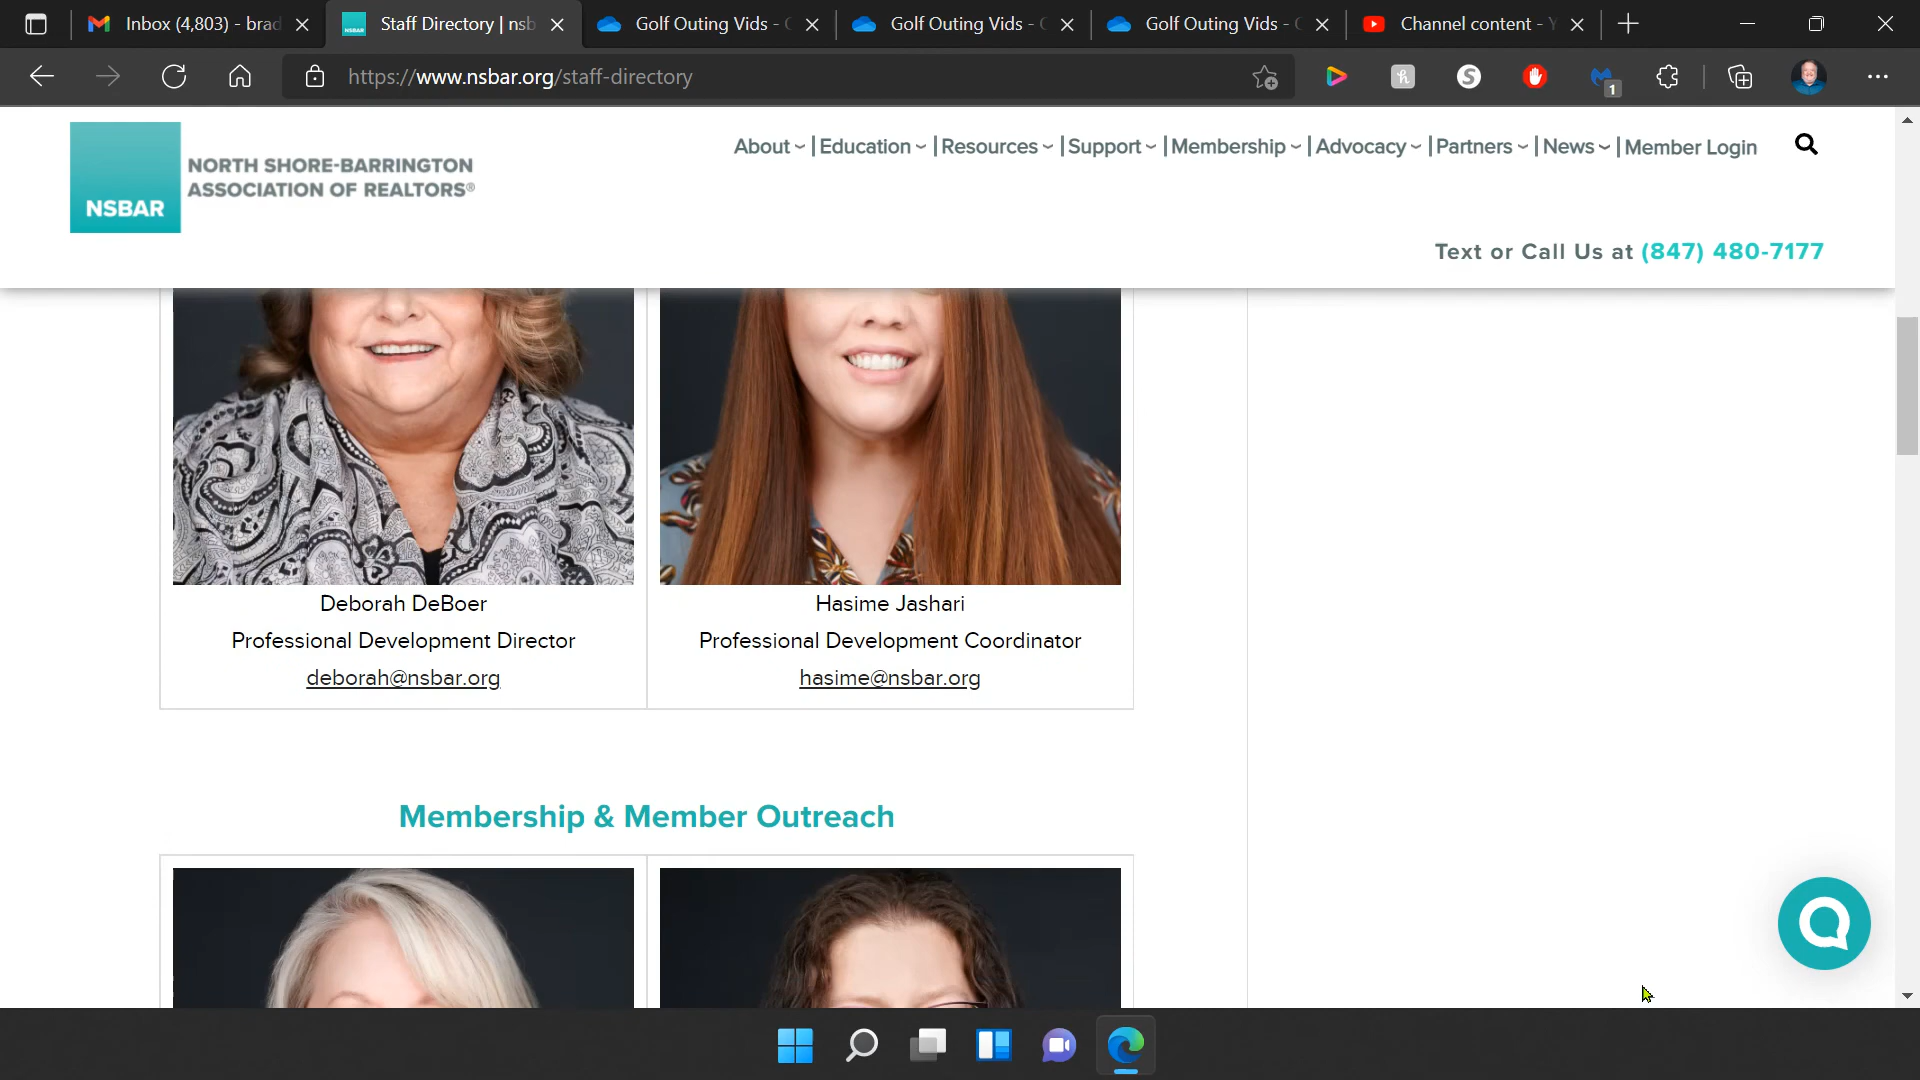 Inbox (4,803) - brad
Staff Directory | nsb
Golf Outing Vids -
Golf Outing Vids -
Golf Outing Vids -
Channel content -
https://www.nsbar.org/staff-directory
1
NSBAR
NORTH SHORE-BARRINGTON
ASSOCIATION OF REALTORS®
About
Education
Resources
Support
Membership
Advocacy
Partners
News
Member Login
Text or Call Us at (847) 480-7177
Deborah DeBoer
Professional Development Director
deborah@nsbar.org
Hasime Jashari
Professional Development Coordinator
hasime@nsbar.org
Membership & Member Outreach